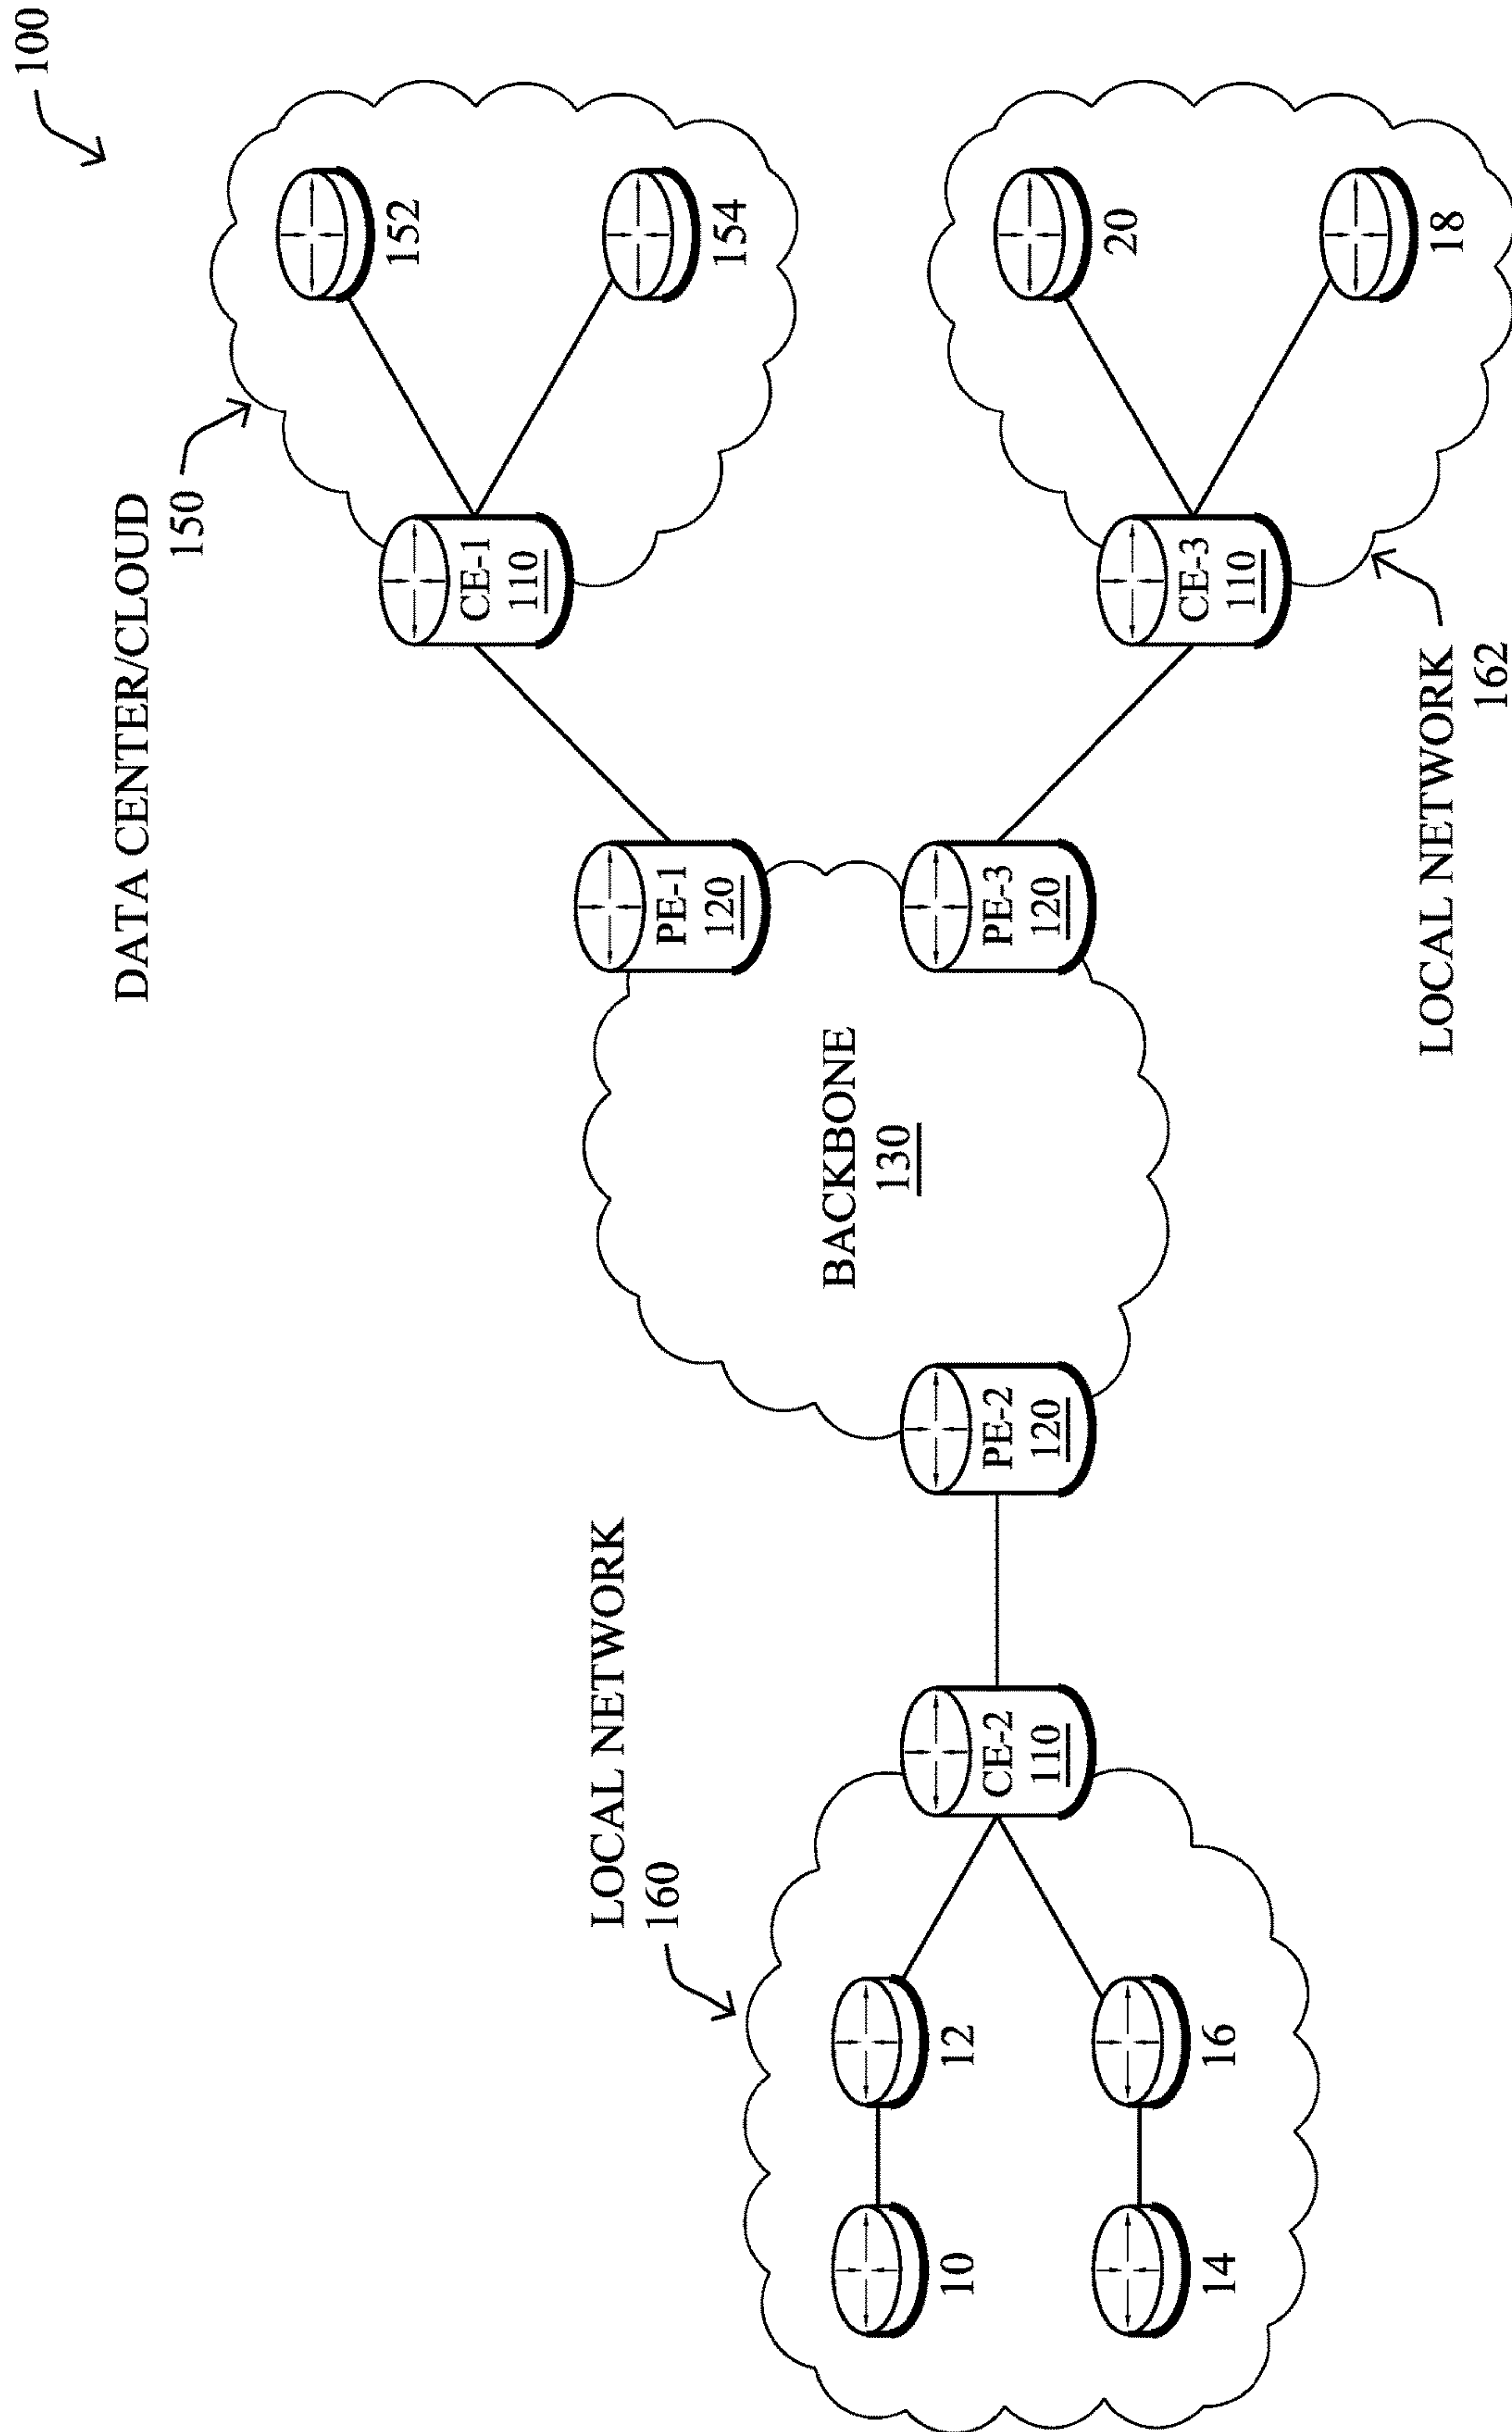 100
DATA CENTER/CLOUD
150
152
154
CE-1
110
PE-1
120
BACKBONE
130
PE-3
120
CE-3
110
20
18
LOCAL NETWORK
162
LOCAL NETWORK
160
PE-2
120
CE-2
110
12
10
16
14